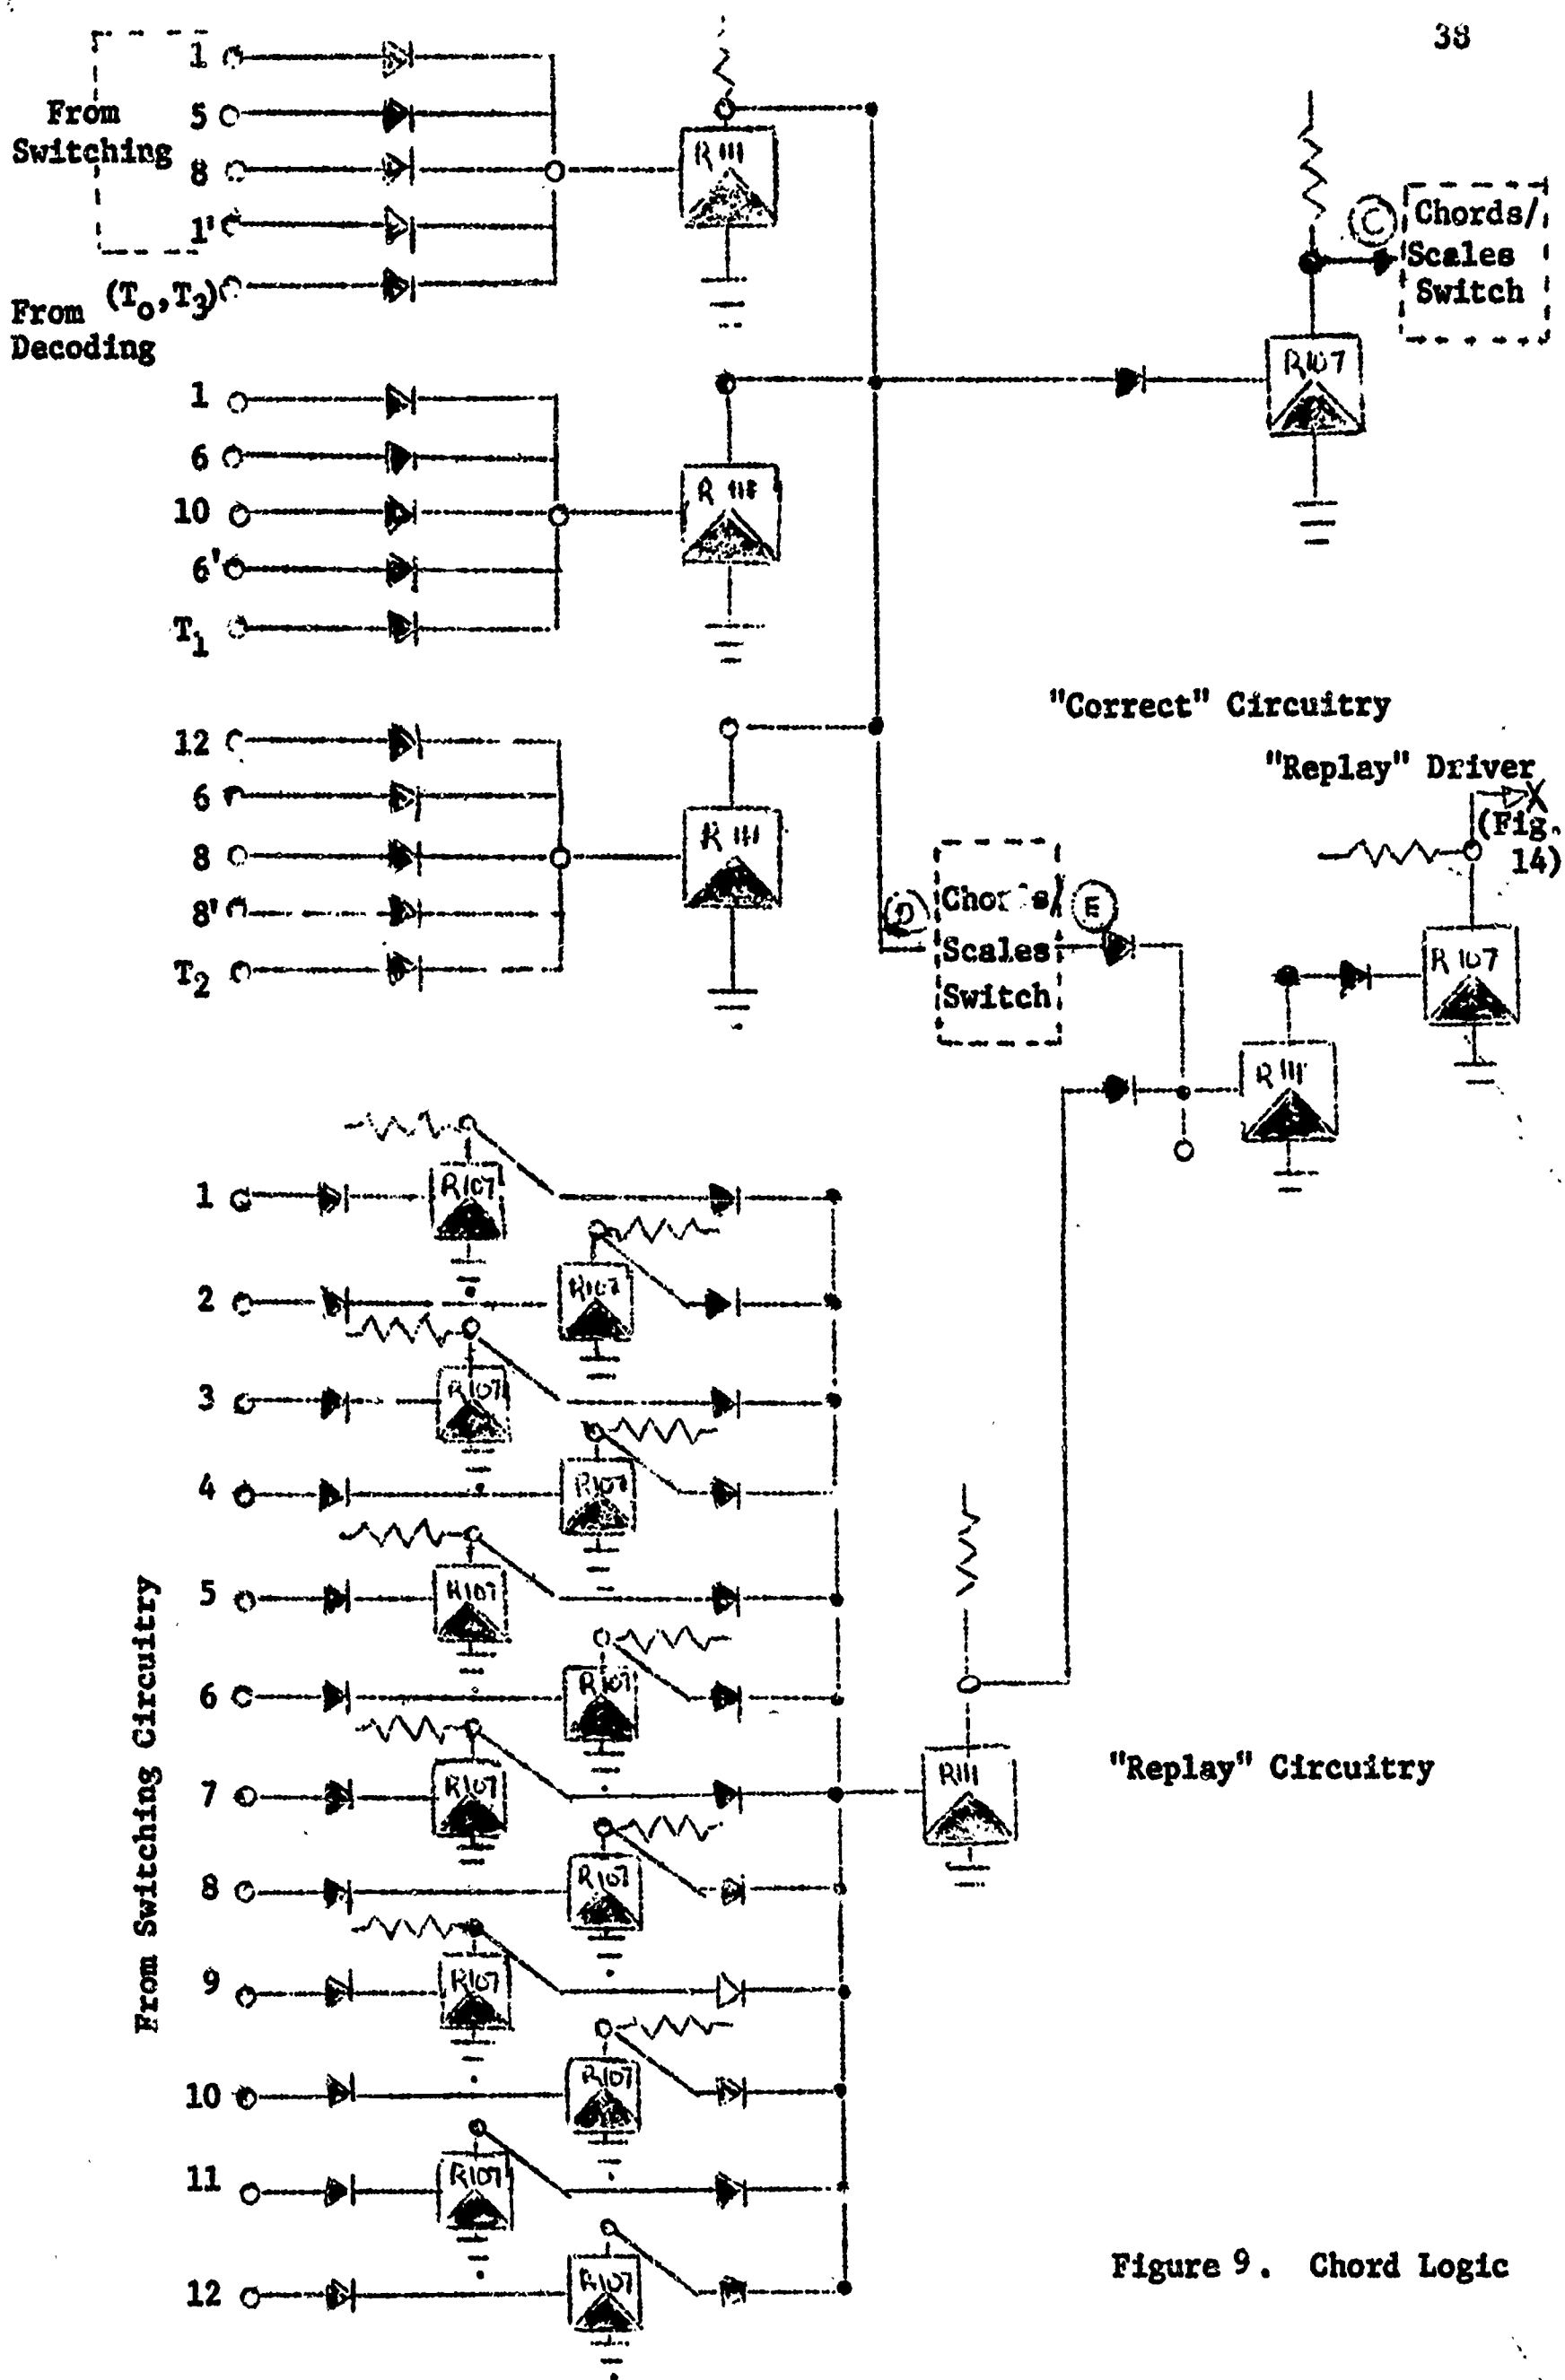 38
1
From
5
Switching
8
1'
From (To,T3)
Decoding
R111
C
Chords/
Scales
Switch
R107
1
6
10
6'
T1
R111
"Correct" Circuitry
12
6
8
8'
T2
R111
"Replay" Driver
X
(Fig.
14)
D
E
Scales
Switch
R107
R111
1
R107
2
R107
3
R107
4
R107
5
R107
6
R107
7
R107
8
R107
9
R107
10
R107
11
R107
12
R107
From Switching Circuitry
R111
"Replay" Circuitry
Figure 9. Chord Logic